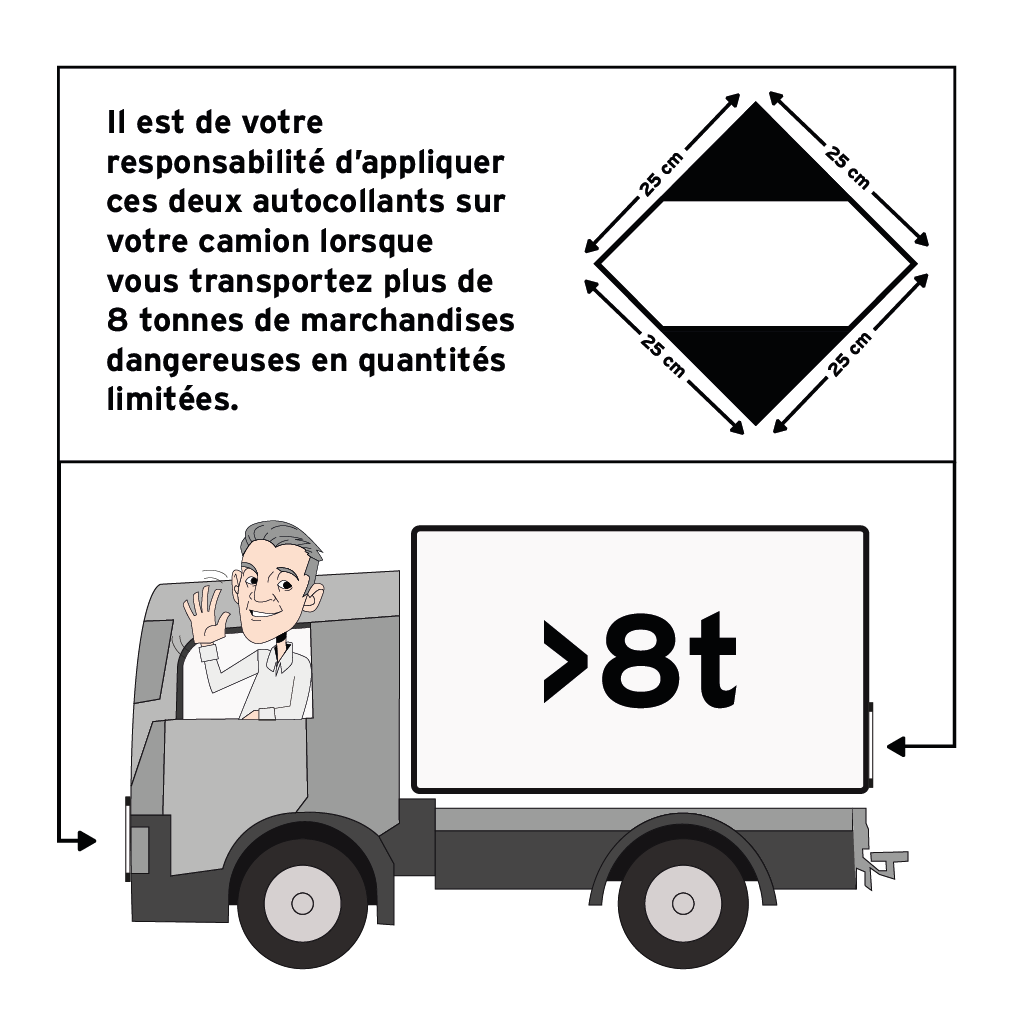 Il est de votre
responsabilité d’appliquer
ces deux autocollants sur
votre camion lorsque
vous transportez plus de
8 tonnes de marchandises
dangereuses en quantités
limitées.
25 cm
25 cm
25 cm
25 cm
>8t